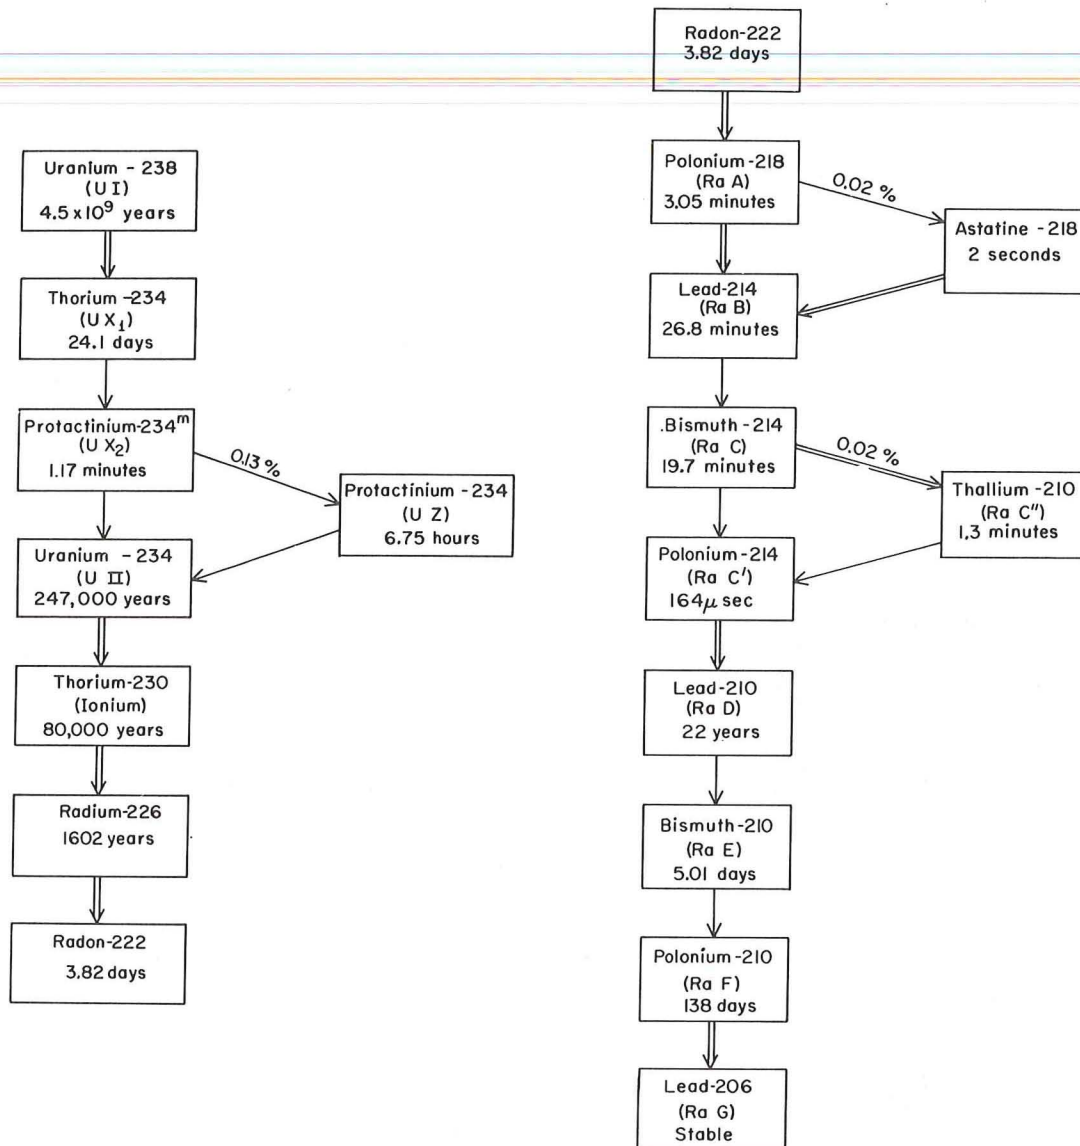 Uranium - 238
(U I)
4.5 x 10⁹ years
Thorium -234
(U X₁)
24.1 days
Protactinium-234ᵐ
(U X₂)
1.17 minutes
0.13 %
Protactinium -234
(U Z)
6.75 hours
Uranium - 234
(U II)
247,000 years
Thorium-230
(Ionium)
80,000 years
Radium-226
1602 years
Radon-222
3.82 days
Radon-222
3.82 days
Polonium -218
(Ra A)
3.05 minutes
0.02 %
Astatine -218
2 seconds
Lead-214
(Ra B)
26.8 minutes
.Bismuth -214
(Ra C)
19.7 minutes
0.02 %
Thallium -210
(Ra C")
1.3 minutes
Polonium-214
(Ra C')
164μ sec
Lead-210
(Ra D)
22 years
Bismuth-210
(Ra E)
5.01 days
Polonium -210
(Ra F)
138 days
Lead-206
(Ra G)
Stable